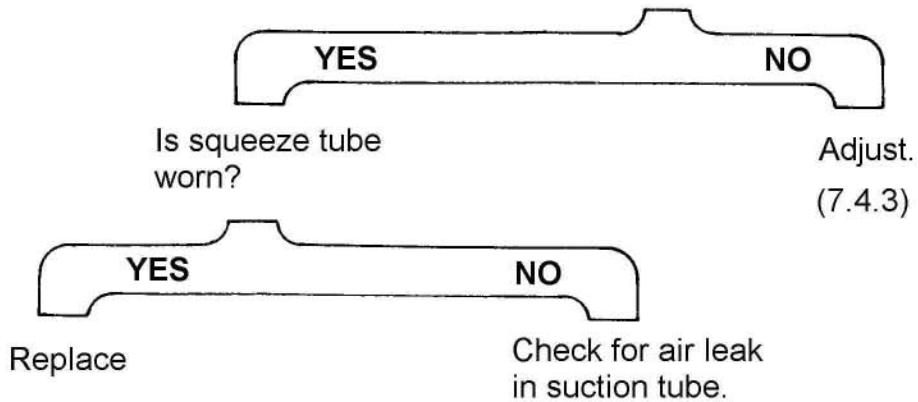 YES NO
Is squeeze tube
worn?
Adjust.
(7.4.3)
YES NO
Replace
Check for air leak
in suction tube.